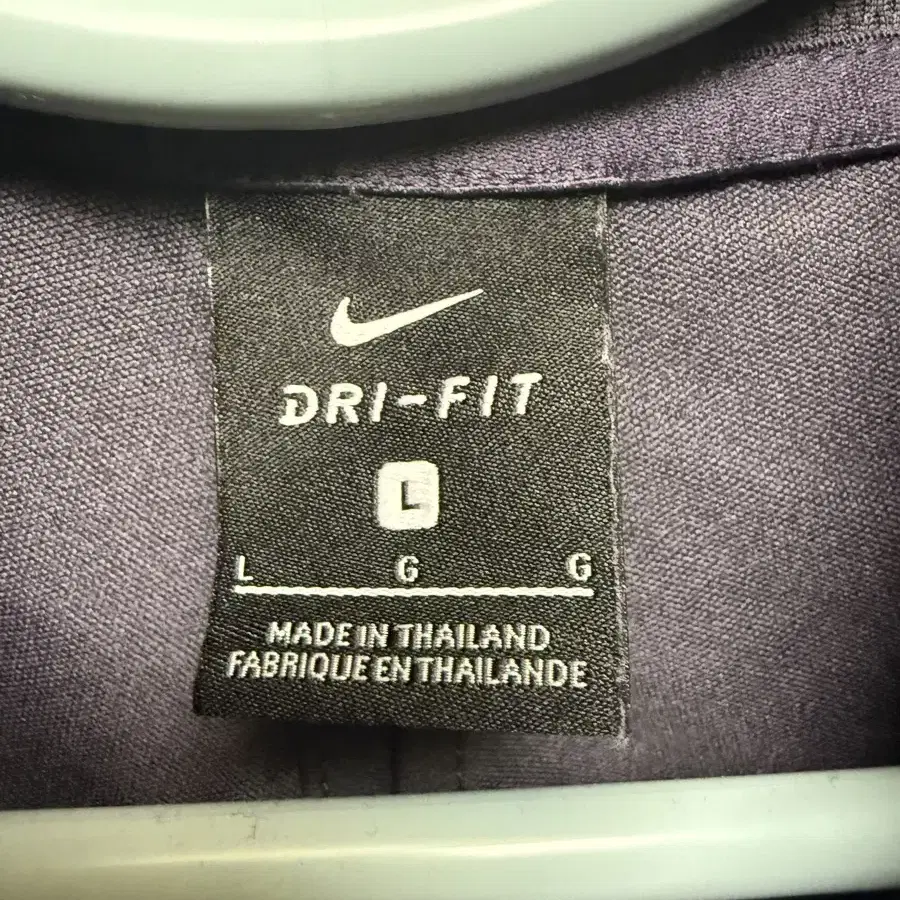 DRI-FIT
L
L G G
MADE IN THAILAND
FABRIQUE EN THAILANDE